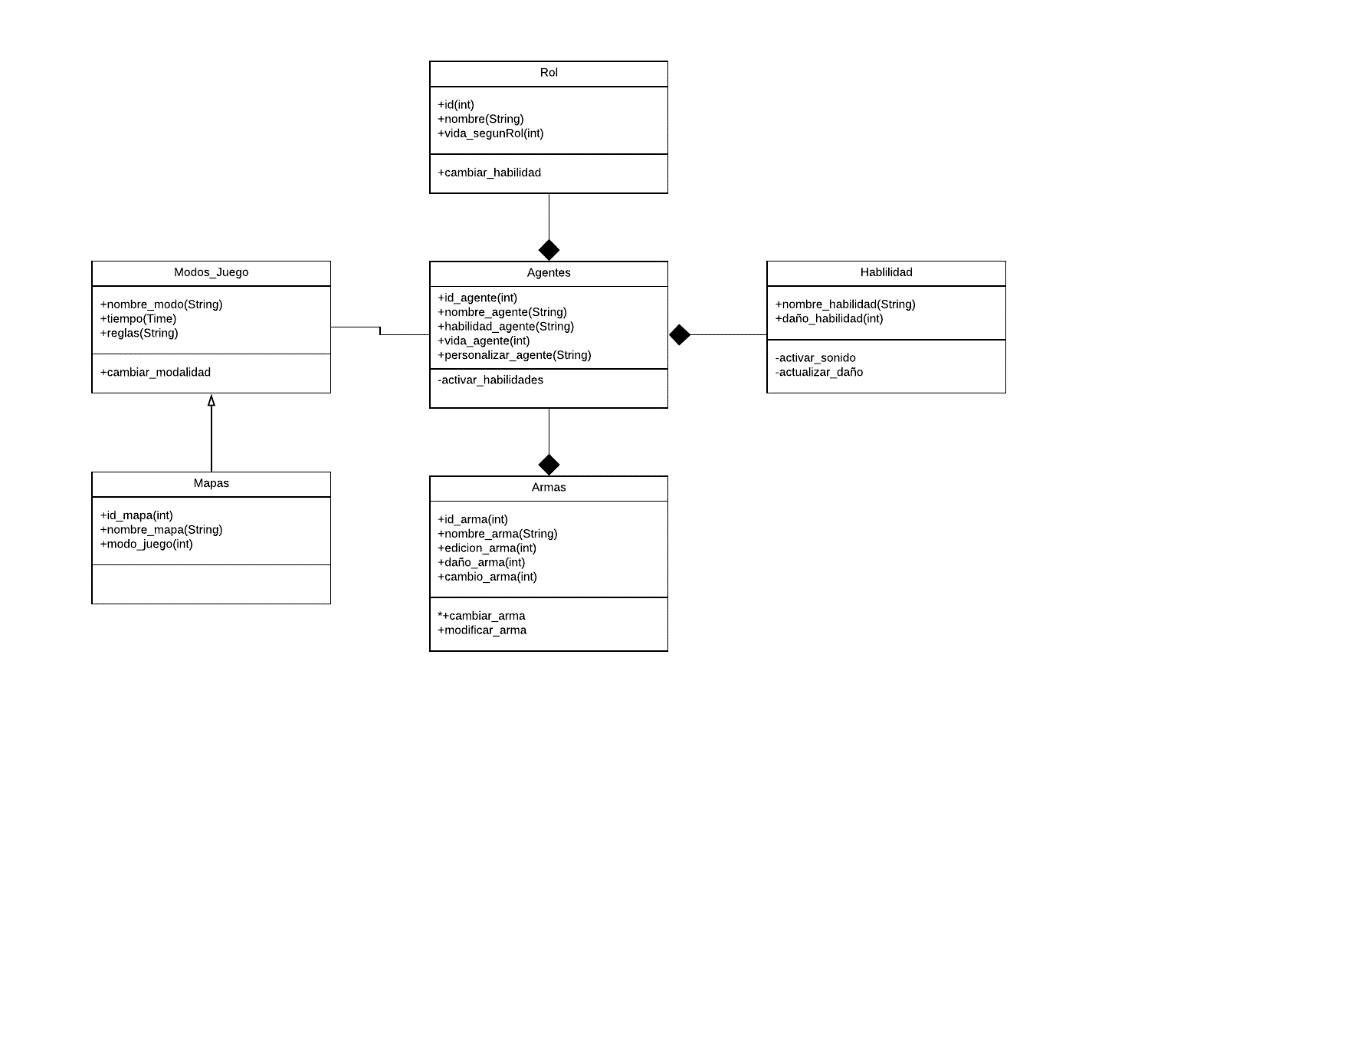 Rol
+id(int)
+nombre(String)
+vida_segunRol(int)
+cambiar_habilidad
Modos_Juego
+nombre_modo(String)
+tiempo(Time)
+reglas(String)
+cambiar_modalidad
Agentes
+id_agente(int)
+nombre_agente(String)
+habilidad_agente(String)
+vida_agente(int)
+personalizar_agente(String)
-activar_habilidades
Hablilidad
+nombre_habilidad(String)
+daño_habilidad(int)
-activar_sonido
-actualizar_daño
Mapas
+id_mapa(int)
+nombre_mapa(String)
+modo_juego(int)
Armas
+id_arma(int)
+nombre_arma(String)
+edicion_arma(int)
+daño_arma(int)
+cambio_arma(int)
*+cambiar_arma
+modificar_arma